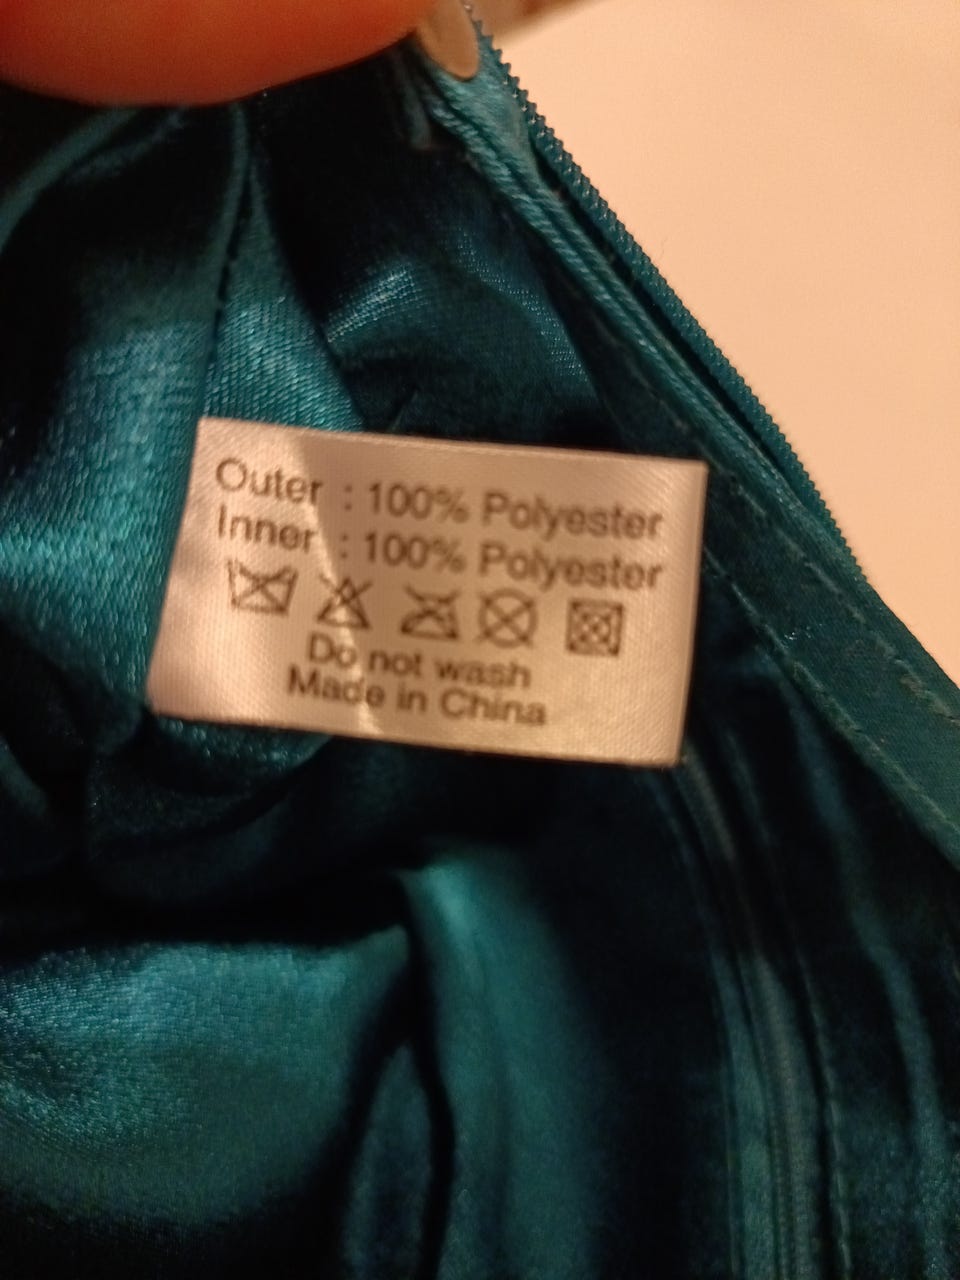 Outer : 100% Polyester
Inner : 100% Polyester
Do not wash
Made in China